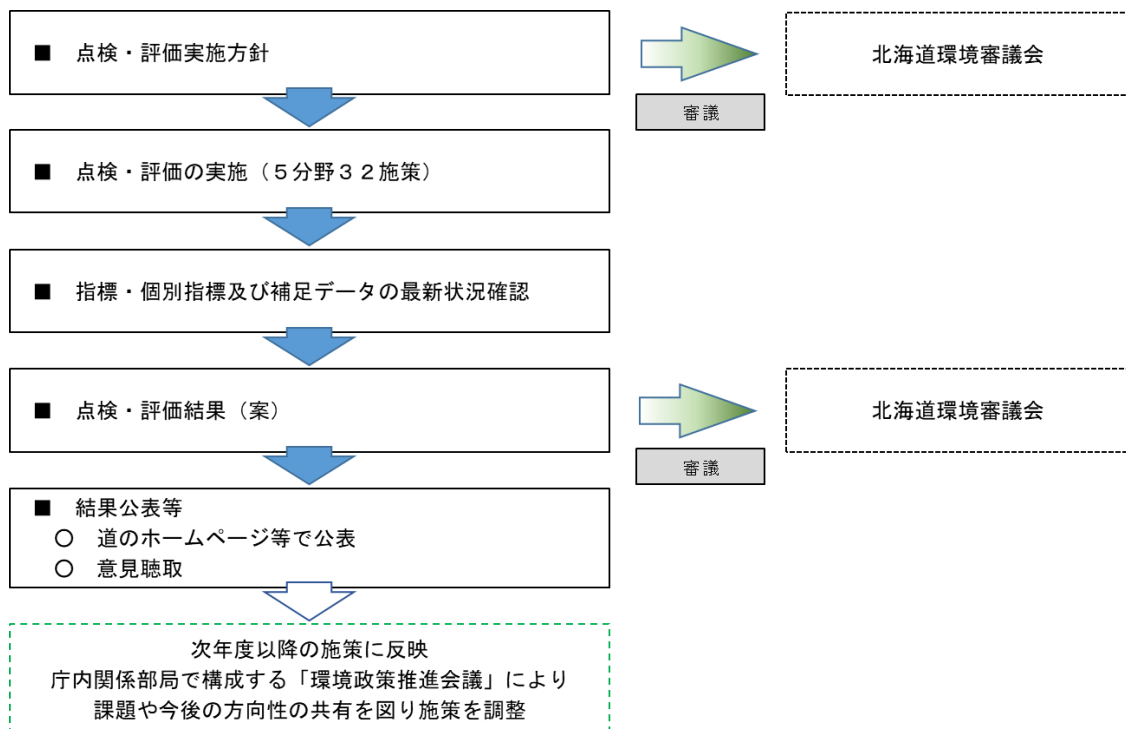 ■ 点検・評価実施方針
北海道環境審議会
審議
■ 点検・評価の実施（５分野３２施策）
■ 指標・個別指標及び補足データの最新状況確認
■ 点検・評価結果（案）
北海道環境審議会
審議
■ 結果公表等
○ 道のホームページ等で公表
○ 意見聴取
次年度以降の施策に反映
庁内関係部局で構成する「環境政策推進会議」により
課題や今後の方向性の共有を図り施策を調整